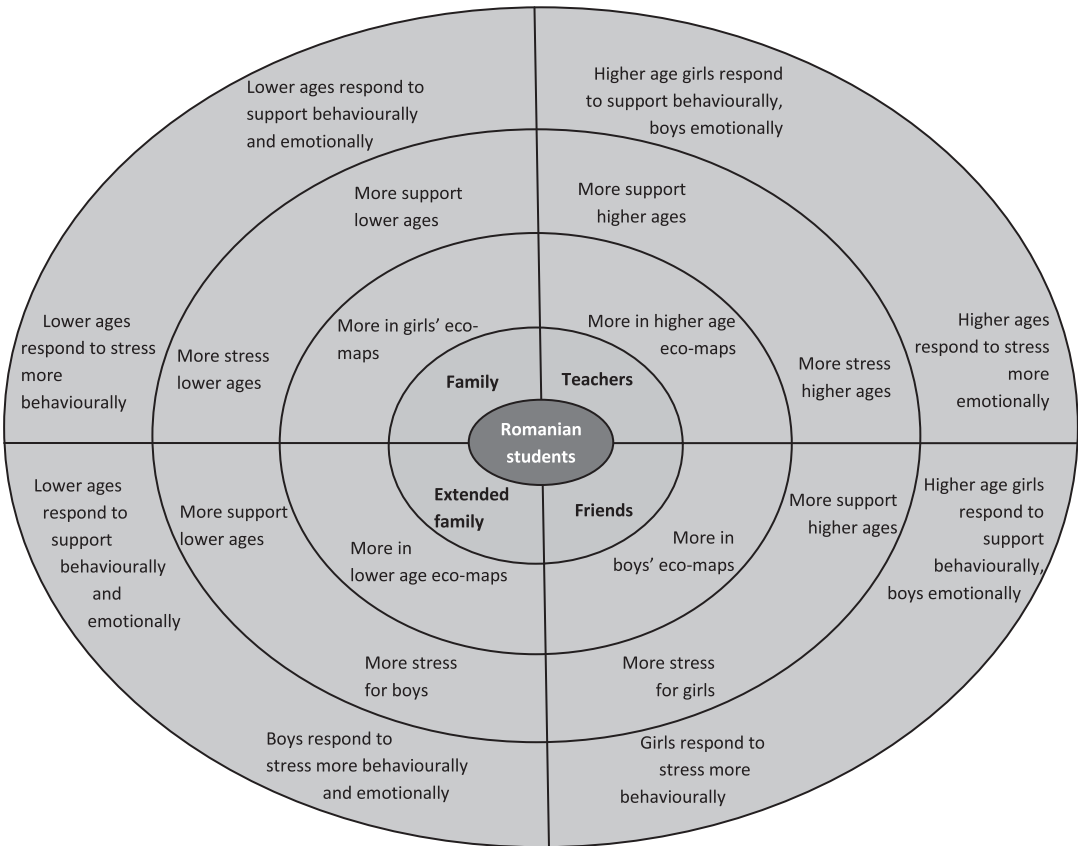 Lower ages respond to
support behaviourally
and emotionally
Higher age girls respond
to support behaviourally,
boys emotionally
More support
lower ages
More support
higher ages
Lower ages
respond to stress
more
behaviourally
More stress
lower ages
More in girls’ eco-
maps
More in higher age
eco-maps
More stress
higher ages
Higher ages
respond to stress
more
emotionally
Family
Teachers
Romanian
students
Extended
family
Friends
Lower ages
respond to
support
behaviourally
and
emotionally
More support
lower ages
More in
lower age eco-maps
More in
boys’ eco-maps
More support
higher ages
Higher age girls
respond to
support
behaviourally,
boys emotionally
More stress
for boys
More stress
for girls
Boys respond to
stress more behaviourally
and emotionally
Girls respond to
stress more
behaviourally